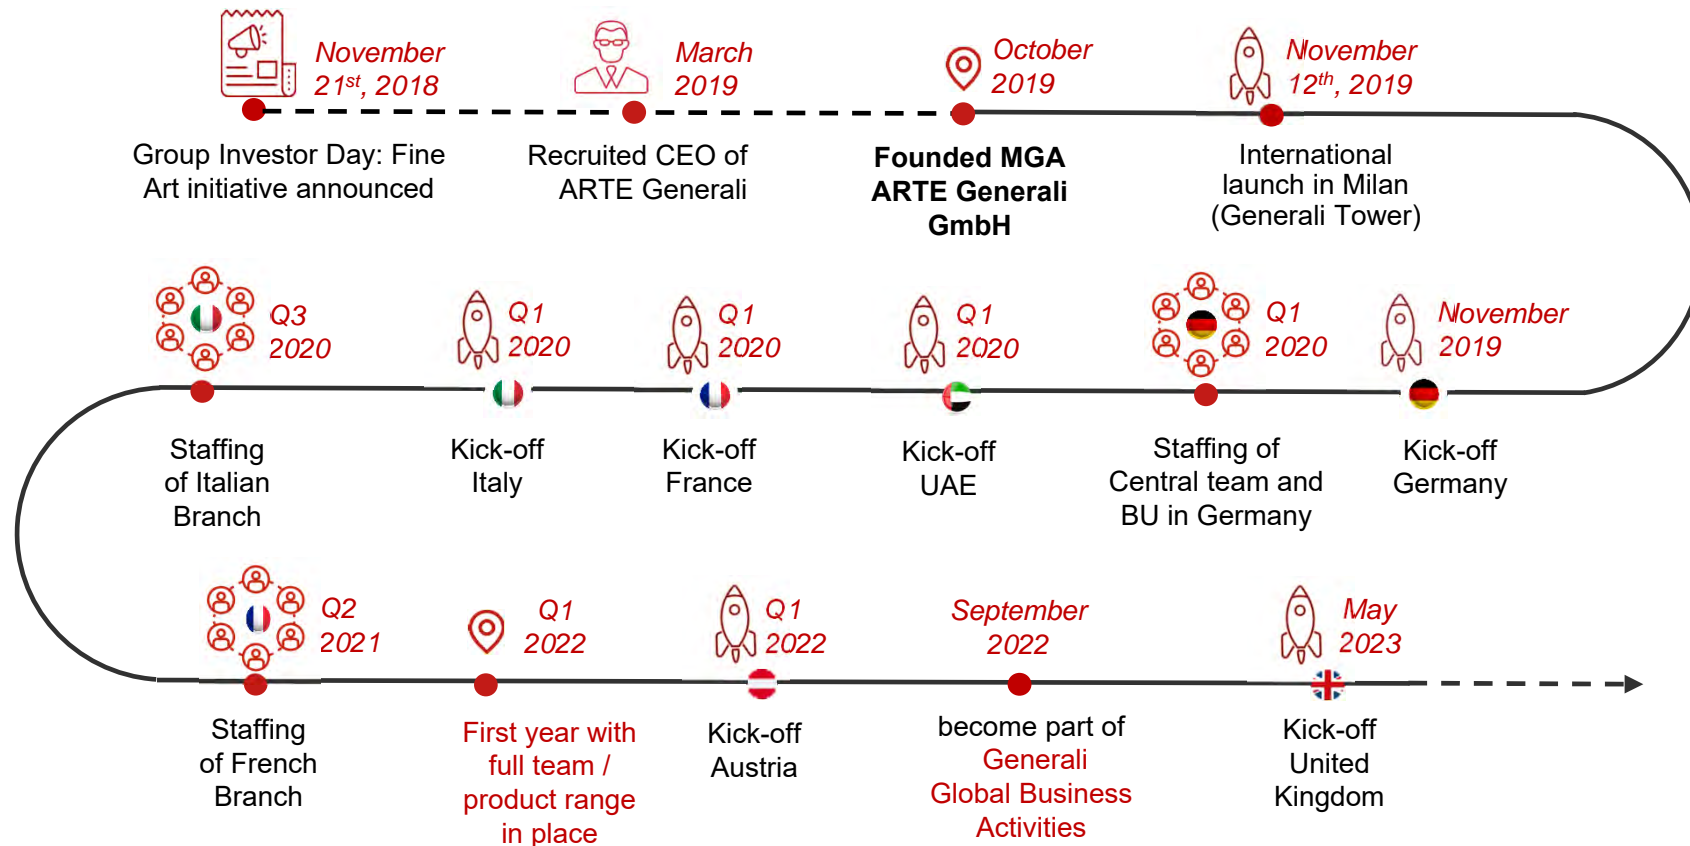 November
21st, 2018
Group Investor Day: Fine
Art initiative announced
March
2019
Recruited CEO of
ARTE Generali
October
2019
Founded MGA
ARTE Generali
GmbH
November
12th, 2019
International
launch in Milan
(Generali Tower)
Q3
2020
Staffing
of Italian
Branch
Q1
2020
Kick-off
Italy
Q1
2020
Kick-off
France
Q1
2020
Kick-off
UAE
Q1
2020
Staffing of
Central team and
BU in Germany
November
2019
Kick-off
Germany
Q2
2021
Staffing
of French
Branch
Q1
2022
First year with
full team /
product range
in place
Q1
2022
Kick-off
Austria
September
2022
become part of
Generali
Global Business
Activities
May
2023
Kick-off
United
Kingdom